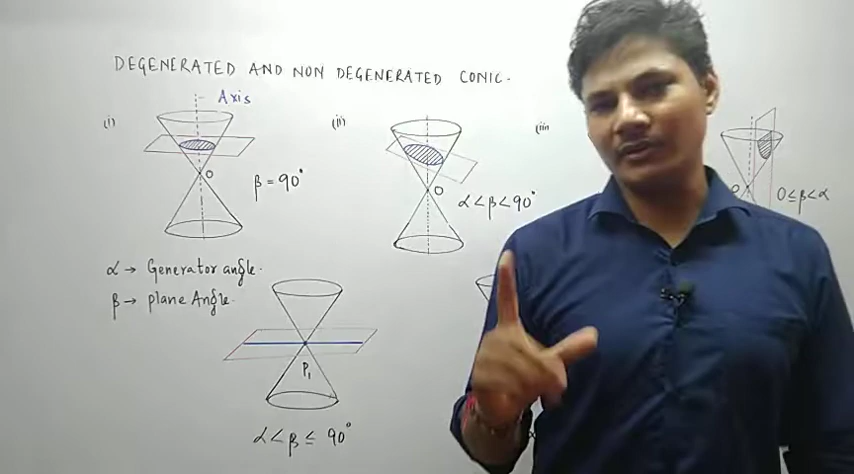 DEGENERATED AND NON DEGENERATED CONIC.
Axis
(i)
O
β = 90°
(ii)
O
α < β < 90°
(iii
O
0 ≤ β < α
α → Generator angle.
β → plane Angle.
P₁
α < β ≤ 90°